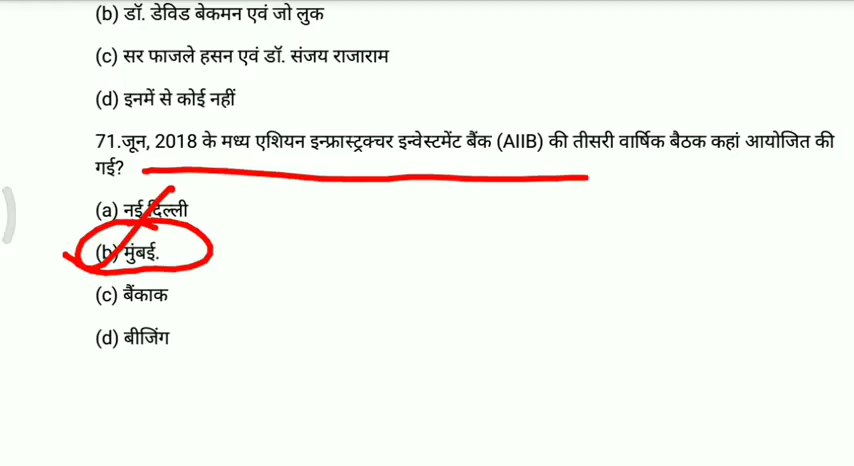 (b) डॉ. डेविड बेकमन एवं जो लुक
(c) सर फाजले हसन एवं डॉ. संजय राजाराम
(d) इनमें से कोई नहीं
71.जून, 2018 के मध्य एशियन इन्फ्रास्ट्रक्चर इन्वेस्टमेंट बैंक (AIIB) की तीसरी वार्षिक बैठक कहां आयोजित की
गई?
(a) नई दिल्ली
(b) मुंबई.
(c) बैंकाक
(d) बीजिंग